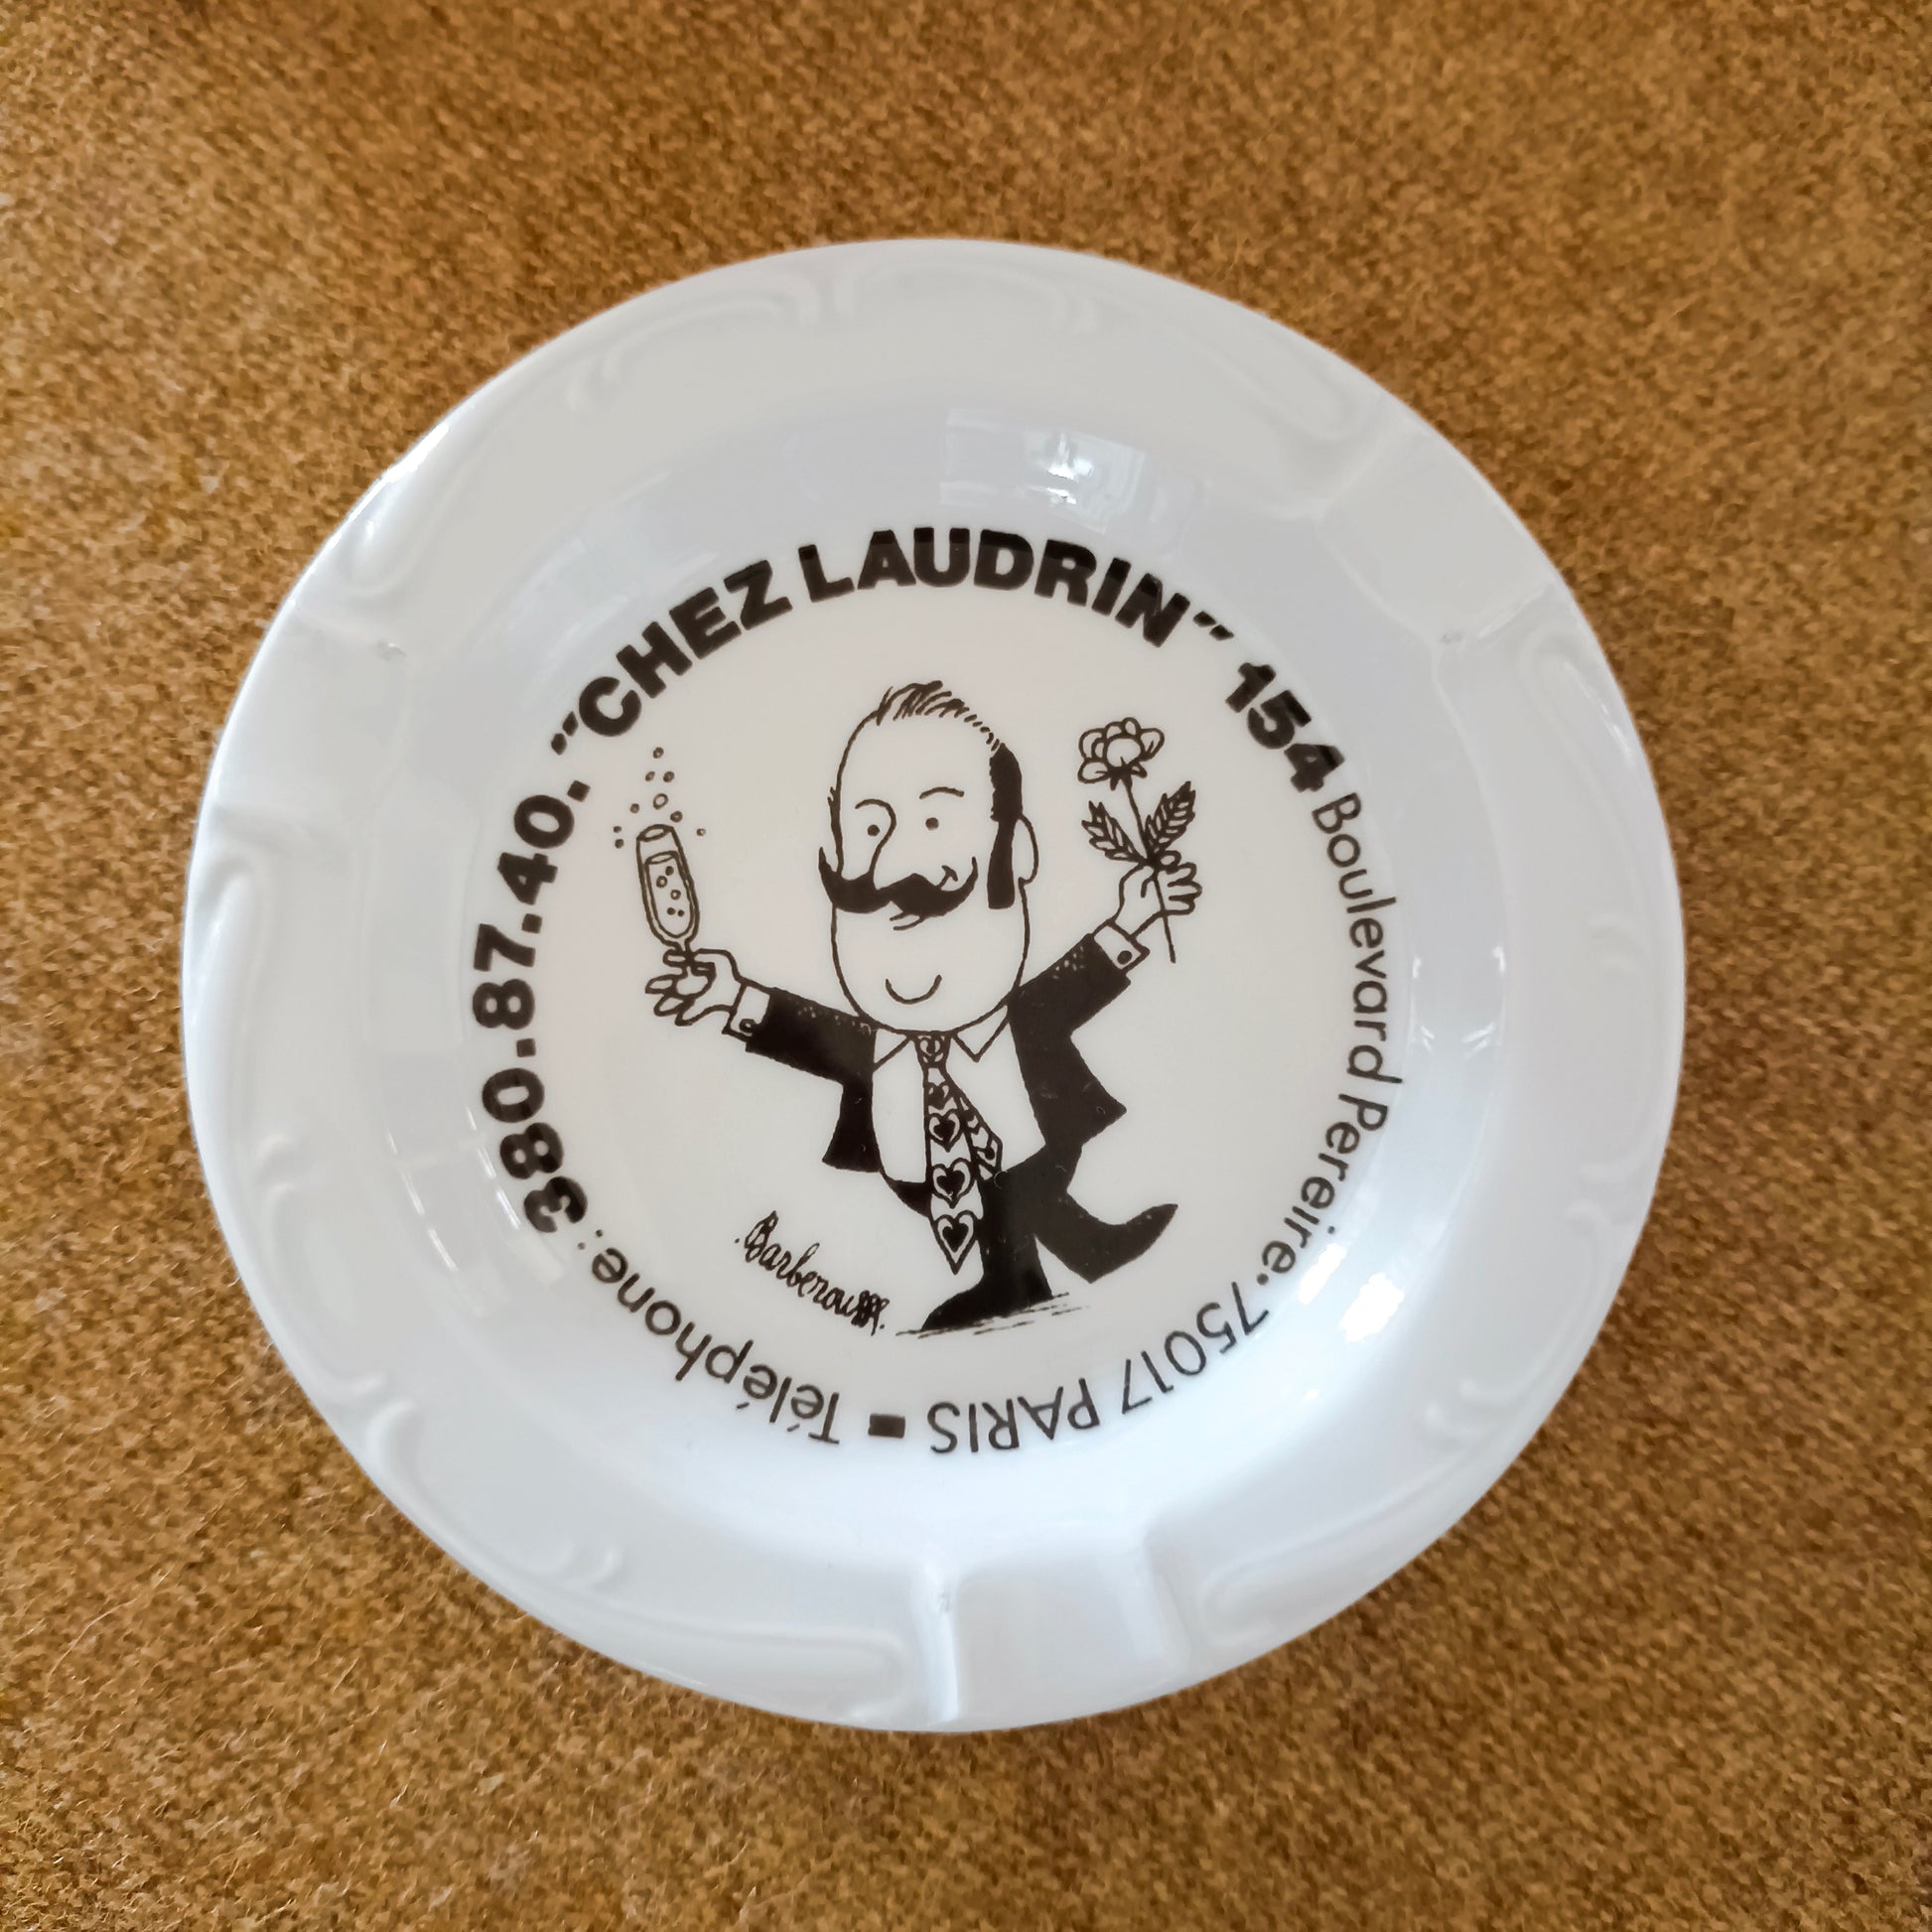 "CHEZ LAUDRIN" 154 Boulevard Pereire. 75017 PARIS - Téléphone: 380.87.40.
Barberousse.